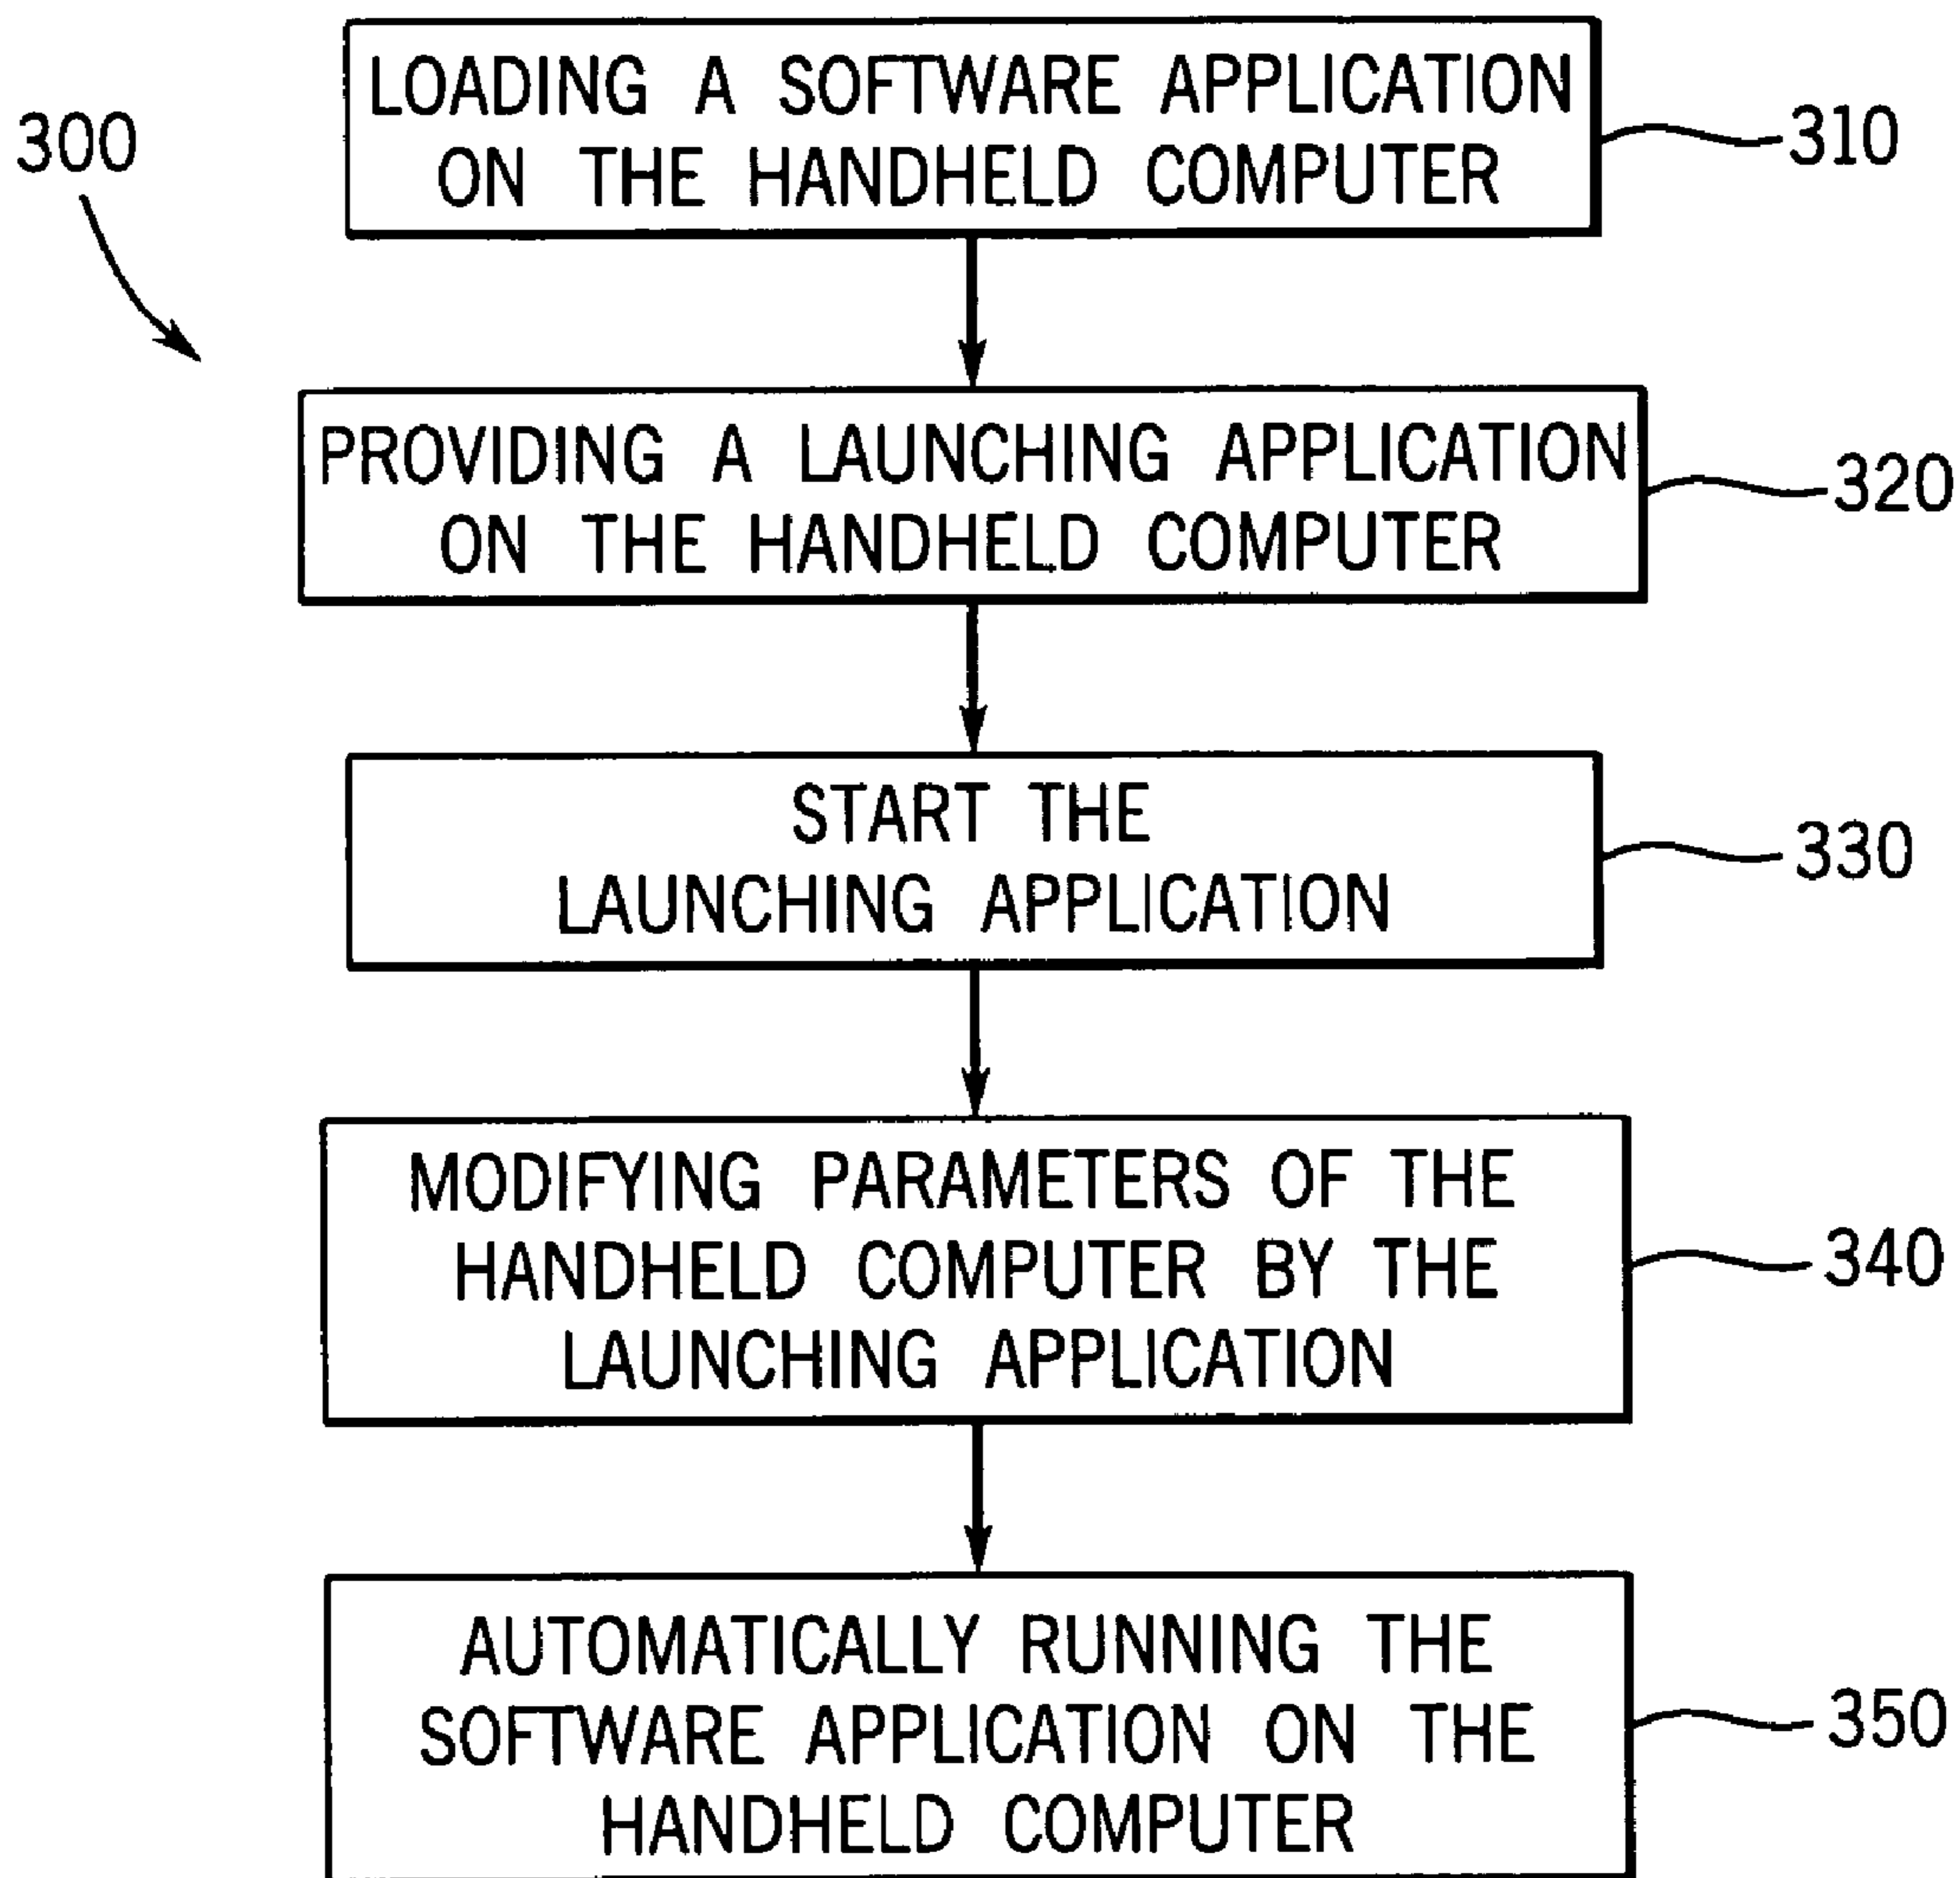 300
LOADING A SOFTWARE APPLICATION
ON THE HANDHELD COMPUTER
310
PROVIDING A LAUNCHING APPLICATION
ON THE HANDHELD COMPUTER
320
START THE
LAUNCHING APPLICATION
330
MODIFYING PARAMETERS OF THE
HANDHELD COMPUTER BY THE
LAUNCHING APPLICATION
340
AUTOMATICALLY RUNNING THE
SOFTWARE APPLICATION ON THE
HANDHELD COMPUTER
350